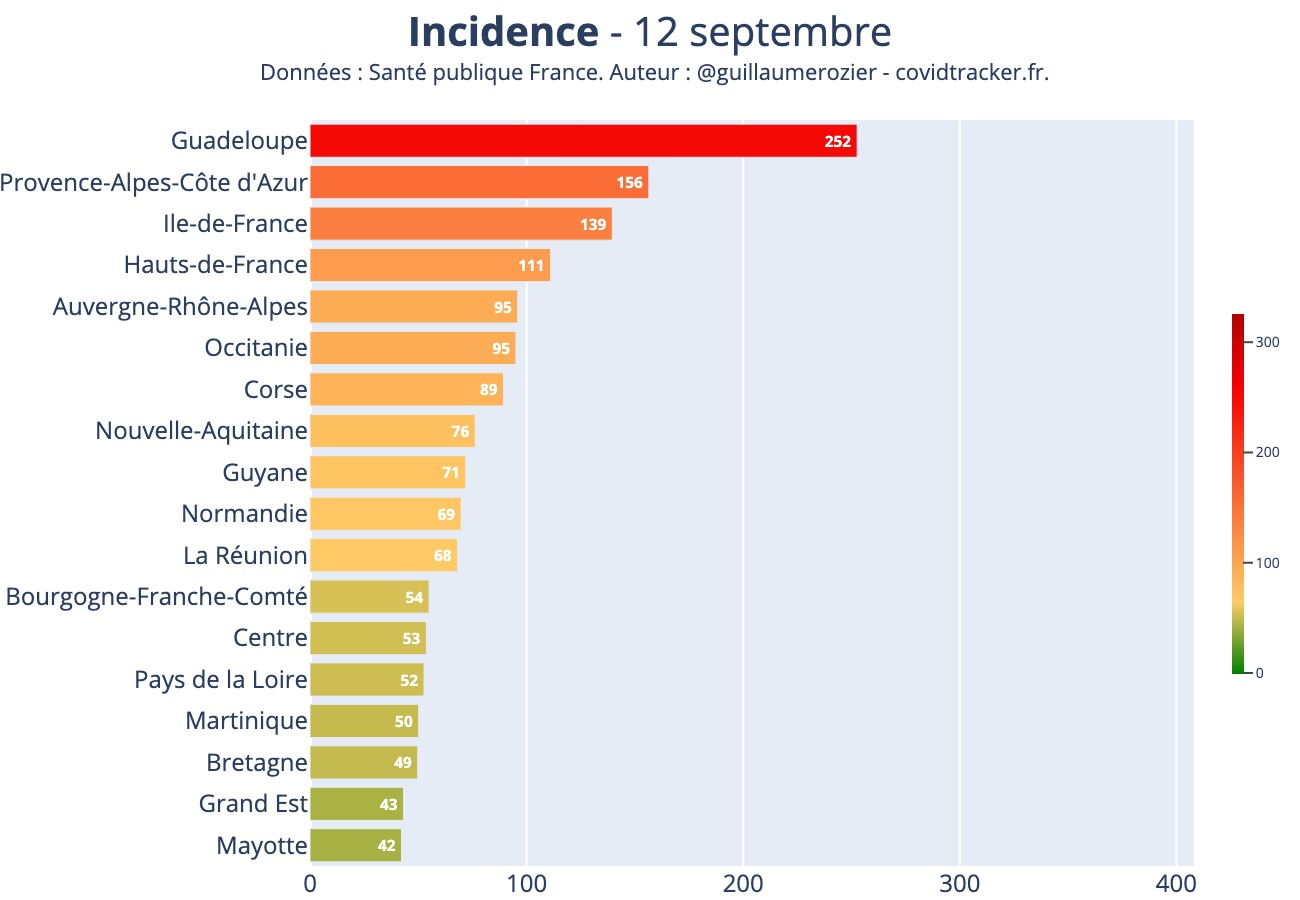 Incidence - 12 septembre
Données : Santé publique France. Auteur : @guillaumerozier - covidtracker.fr.
Guadeloupe 252
Provence-Alpes-Côte d'Azur 156
Ile-de-France 139
Hauts-de-France 111
Auvergne-Rhône-Alpes 95
Occitanie 95
Corse 89
Nouvelle-Aquitaine 76
Guyane 71
Normandie 69
La Réunion 68
Bourgogne-Franche-Comté 54
Centre 53
Pays de la Loire 52
Martinique 50
Bretagne 49
Grand Est 43
Mayotte 42
0 100 200 300 400
300
200
100
0